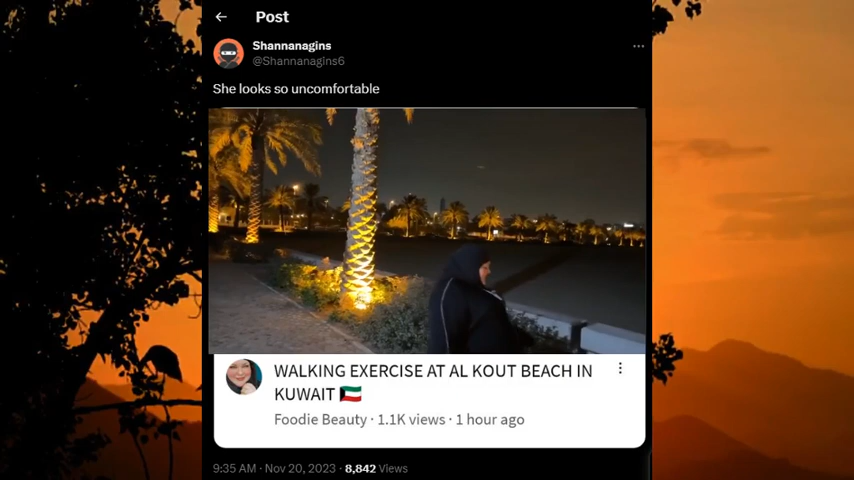 Post
Shannanagins
@Shannanagins6
She looks so uncomfortable
WALKING EXERCISE AT AL KOUT BEACH IN
KUWAIT 🇰🇼
Foodie Beauty · 1.1K views · 1 hour ago
9:35 AM · Nov 20, 2023 · 8,842 Views